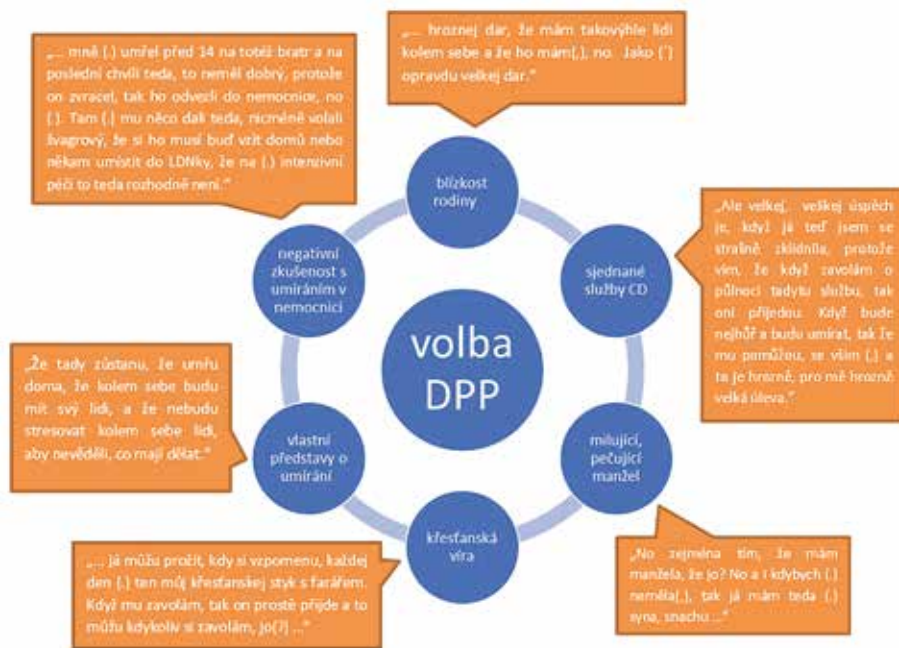 „... mně (.) umřel před 14 na totéž bratr a na
poslední chvíli teda, to neměl dobrý, protože
on zvracel, tak ho odvezli do nemocnice, no
(.) Tam (.) mu něco dali teda, nicméně volali
švagrový, že si ho musí buď vzít domů nebo
někam umístit do LDNky, že na (.) intenzivní
péči to teda rozhodně není.“
„... hroznej dar, že mám takovýhle lidi
kolem sebe a že ho mám(.), no. Jako (´)
opravdu velkej dar.“
blízkost
rodiny
„Ale velkej, velikej úspěch
je, když já teď jsem se
strašně zklidnila, protože
vím, že když zavolám o
půlnoci tadytu službu, tak
oni přijedou. Když bude
nejhůř a budu umírat, tak že
mu pomůžou, se vším (.) a
to je hrozně, pro mě hrozně
velká úleva.“
sjednané
služby CD
negativní
zkušenost s
umíráním v
nemocnici
volba
DPP
„Že tady zůstanu, že umřu
doma, že kolem sebe budu
mít svý lidi, a že nebudu
stresovat kolem sebe lidi,
aby nevěděli, co mají dělat.“
vlastní
představy o
umírání
milující,
pečující
manžel
křesťanská
víra
„... já můžu prožít, kdy si vzpomenu, každej
den (.) ten můj křesťanskej styk s farářem.
Když mu zavolám, tak on prostě přijde a to
můžu kdykoliv si zavolám, jo(?) ...“
„No zejména tím, že mám
manžela, že jo? No a i kdybych (.)
neměla(.), tak já mám teda (.)
syna, snachu ...“